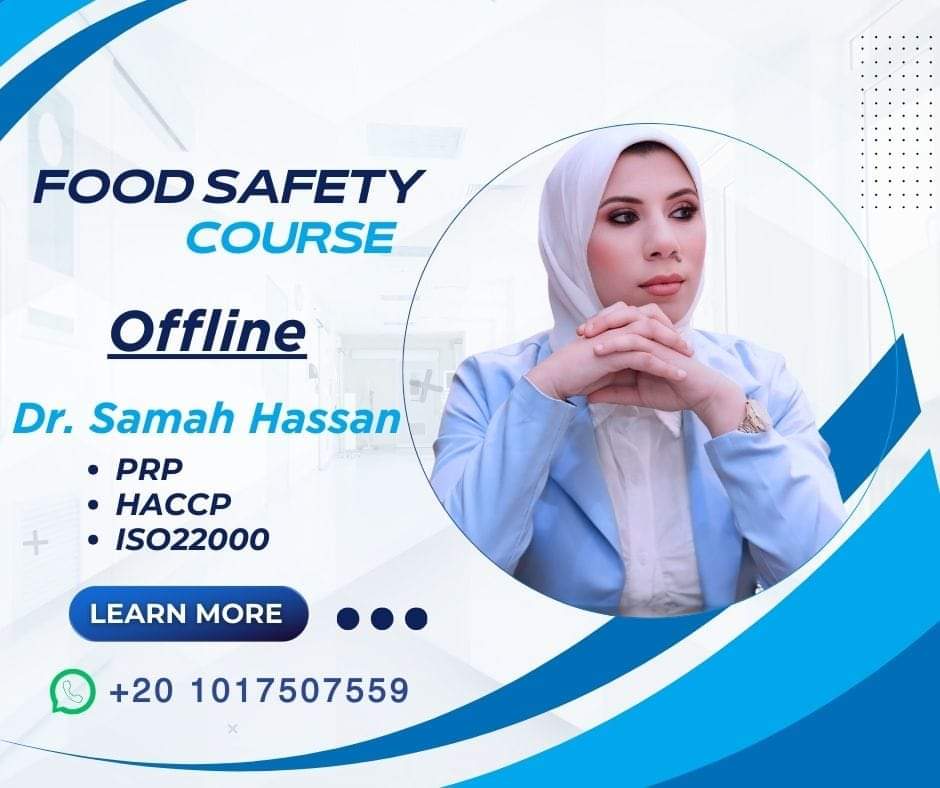 FOOD SAFETY
COURSE
Offline
Dr. Samah Hassan
• PRP
• HACCP
• ISO22000
LEARN MORE
+20 1017507559